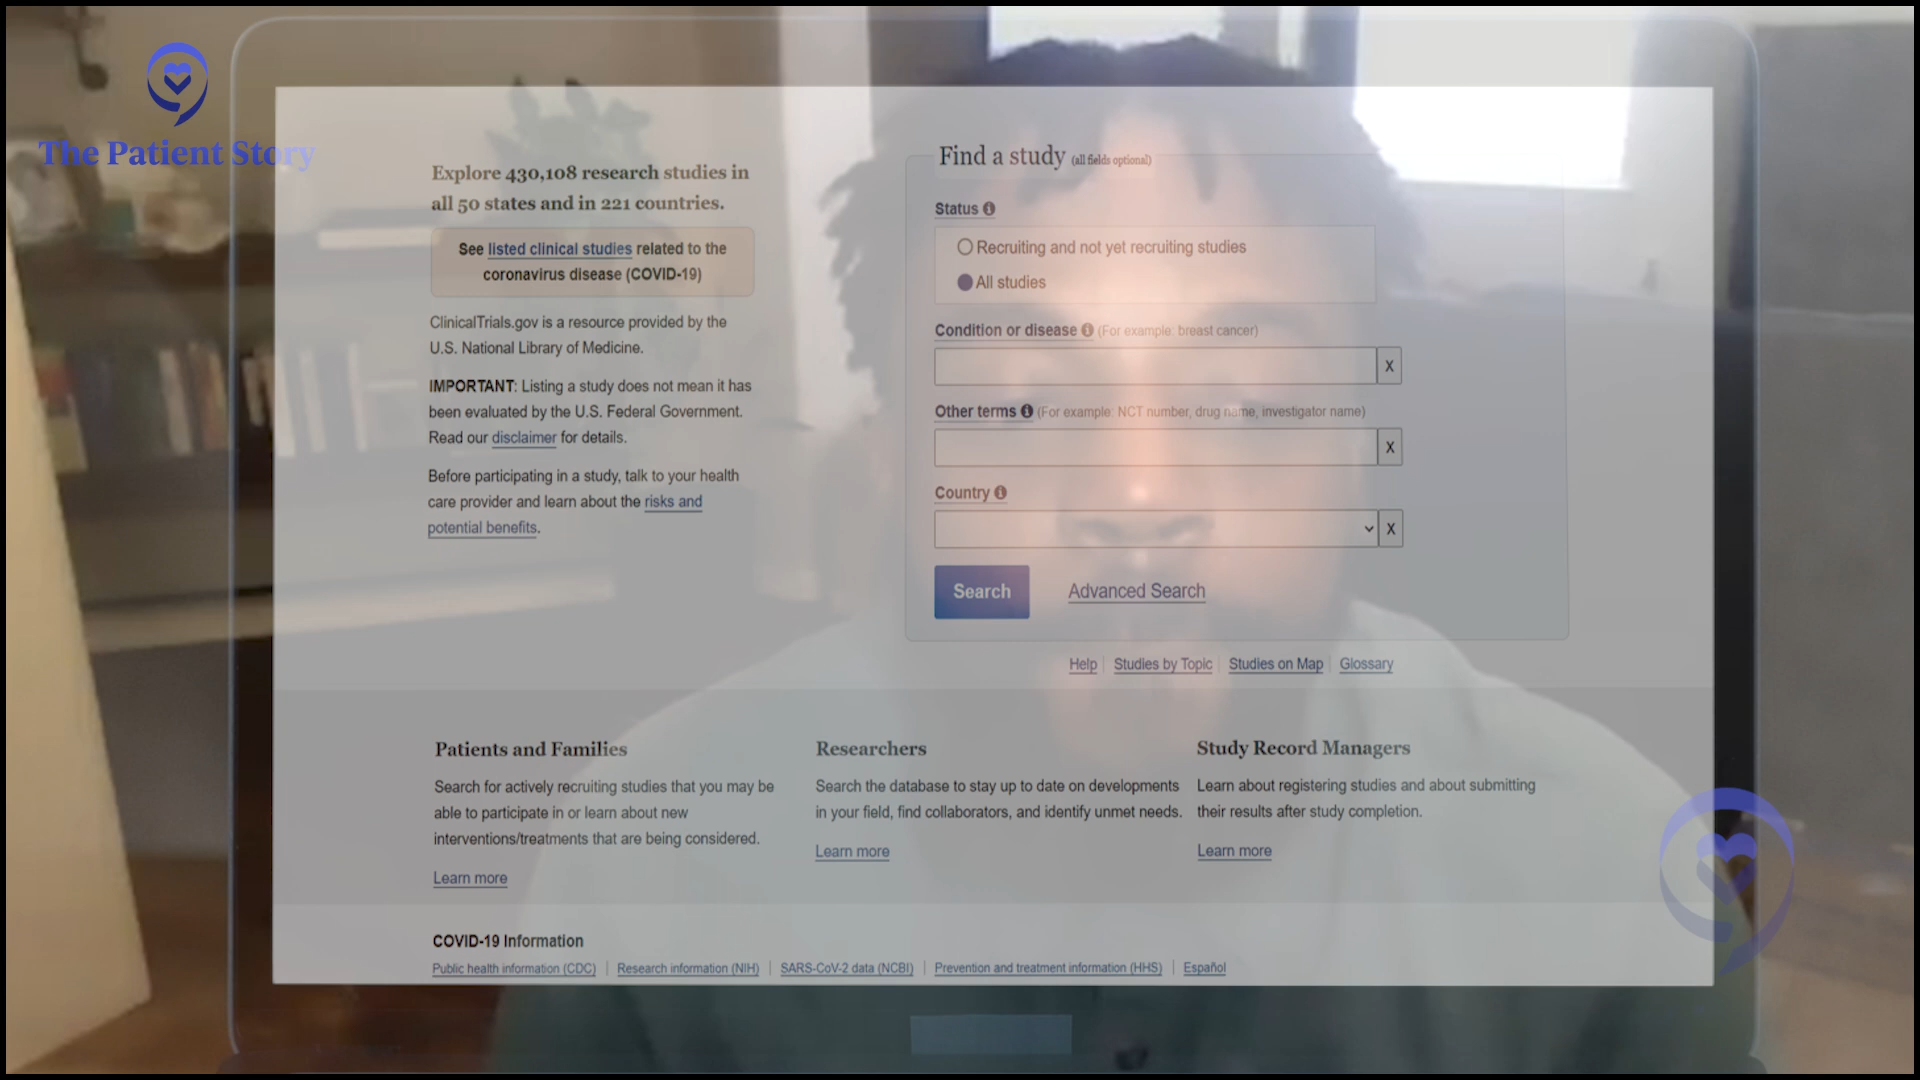 The Patient Story
Explore 430,108 research studies in
all 50 states and in 221 countries.
See listed clinical studies related to the
coronavirus disease (COVID-19)
ClinicalTrials.gov is a resource provided by the
U.S. National Library of Medicine.
IMPORTANT: Listing a study does not mean it has
been evaluated by the U.S. Federal Government.
Read our disclaimer for details.
Before participating in a study, talk to your health
care provider and learn about the risks and
potential benefits.
Find a study (all fields optional)
Status
Recruiting and not yet recruiting studies
All studies
Condition or disease (For example: breast cancer)
X
Other terms (For example: NCT number, drug name, investigator name)
X
Country
X
Search Advanced Search
Help Studies by Topic Studies on Map Glossary
Patients and Families
Search for actively recruiting studies that you may be
able to participate in or learn about new
interventions/treatments that are being considered.
Learn more
Researchers
Search the database to stay up to date on developments
in your field, find collaborators, and identify unmet needs.
Learn more
Study Record Managers
Learn about registering studies and about submitting
their results after study completion.
Learn more
COVID-19 Information
Public health information (CDC) | Research information (NIH) | SARS-CoV-2 data (NCBI) | Prevention and treatment information (HHS) | Español